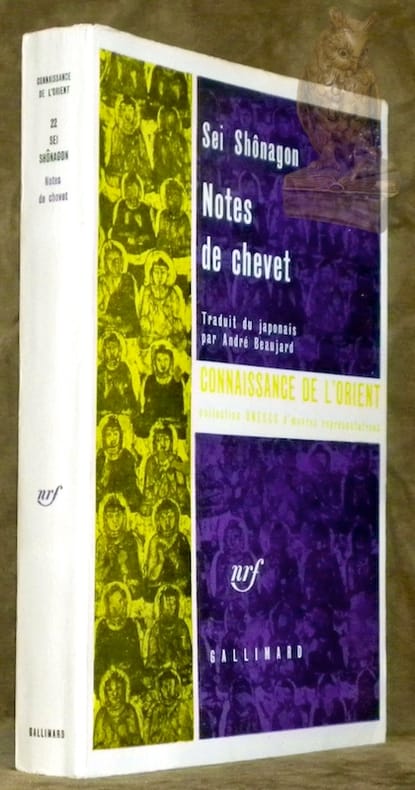 CONNAISSANCE
DE L'ORIENT
22
SEI
SHÔNAGON
Notes
de chevet
nrf
GALLIMARD
Sei Shônagon
Notes
de chevet
Traduit du japonais
par André Beaujard
CONNAISSANCE DE L'ORIENT
collection UNESCO d'œuvres représentatives
nrf
GALLIMARD